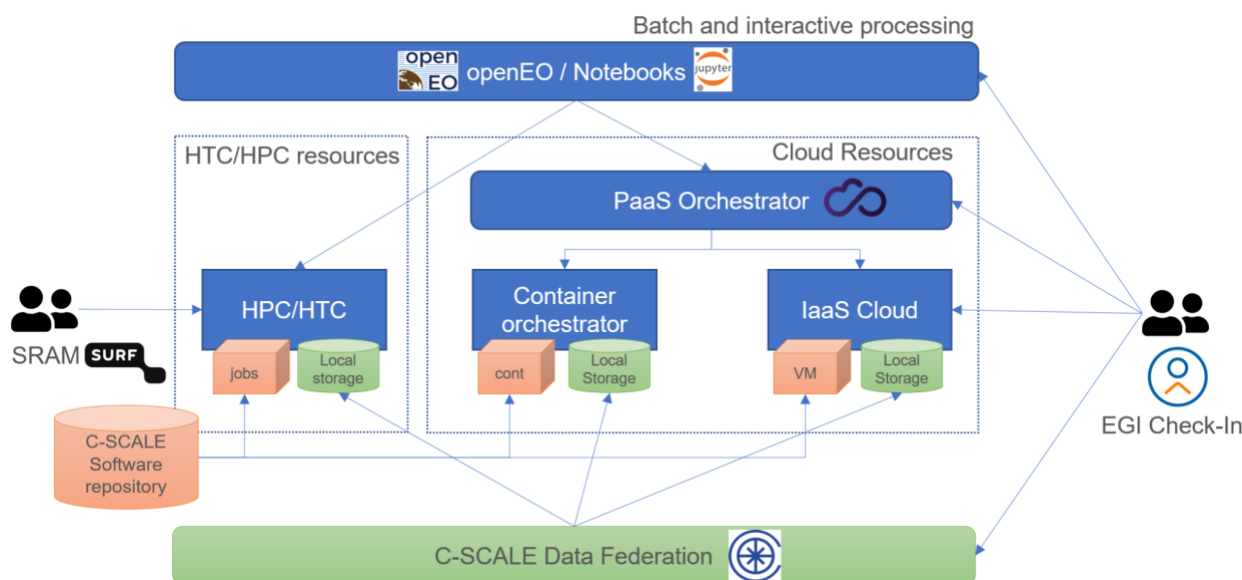 Batch and interactive processing
open
EO
openEO / Notebooks
jupyter
HTC/HPC resources
Cloud Resources
PaaS Orchestrator
HPC/HTC
Container
orchestrator
IaaS Cloud
SRAM
SURF
jobs
Local
storage
cont
Local
Storage
VM
Local
Storage
C-SCALE
Software
repository
EGI Check-In
C-SCALE Data Federation